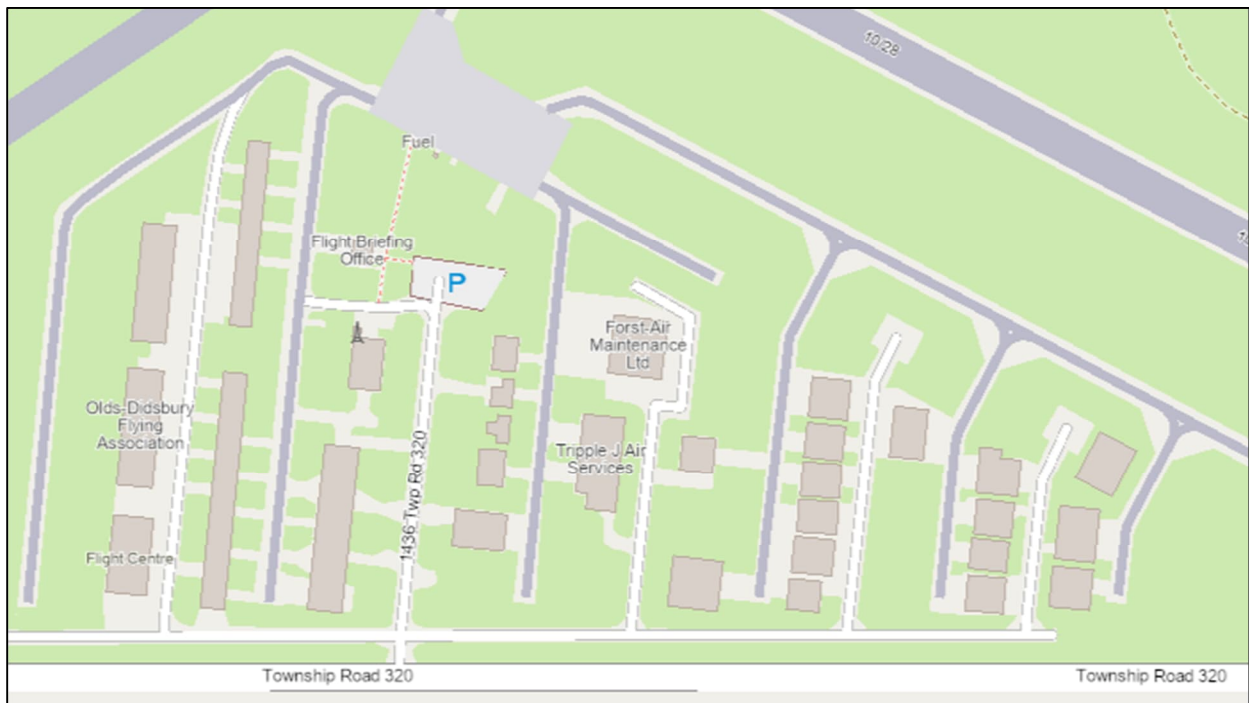 10/28
Fuel
Flight Briefing
Office
P
Forst-Air
Maintenance
Ltd
Olds-Didsbury
Flying
Association
1436 Twp Rd 320
Tripple J Air
Services
Flight Centre
Township Road 320
Township Road 320